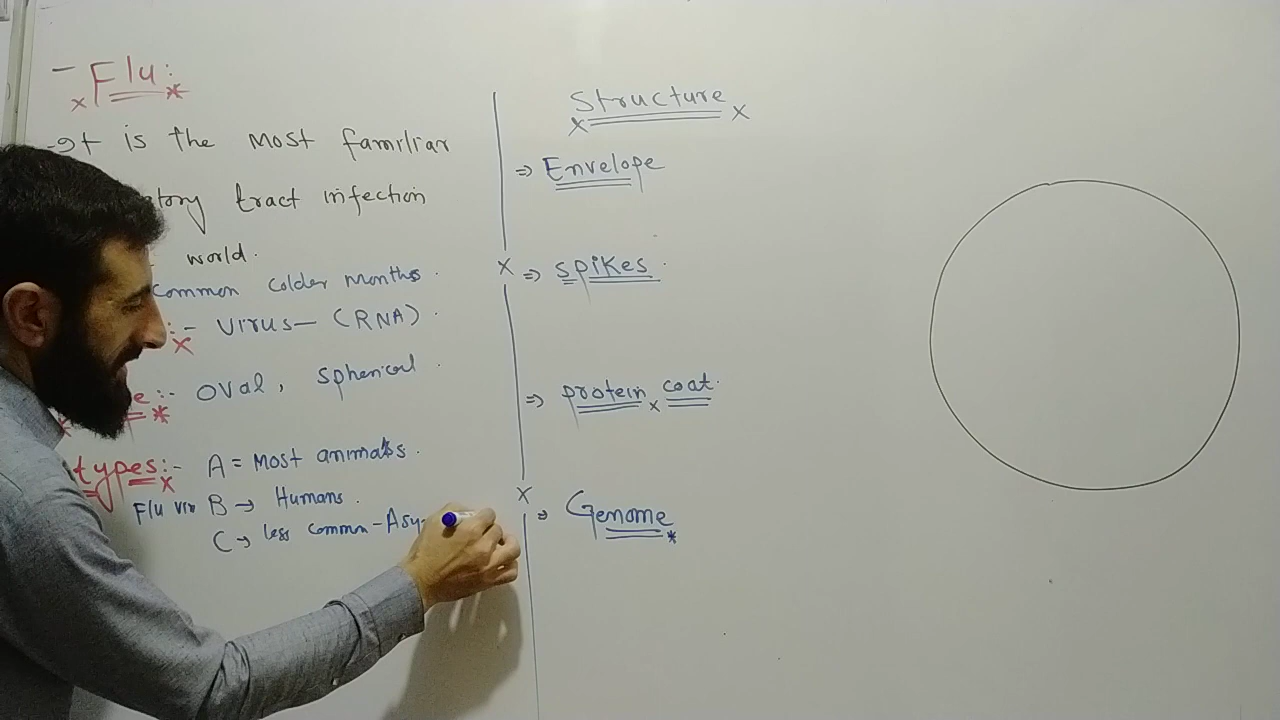 - Flu:
It is the most familiar
tory tract infection
world.
common colder months.
:- Virus - (RNA).
e:- Oval, spherical.
types:- A = Most animals.
Flu vir B → Humans.
C → less common - Asy
Structure
⇒ Envelope
⇒ spikes.
⇒ protein coat.
⇒ Genome